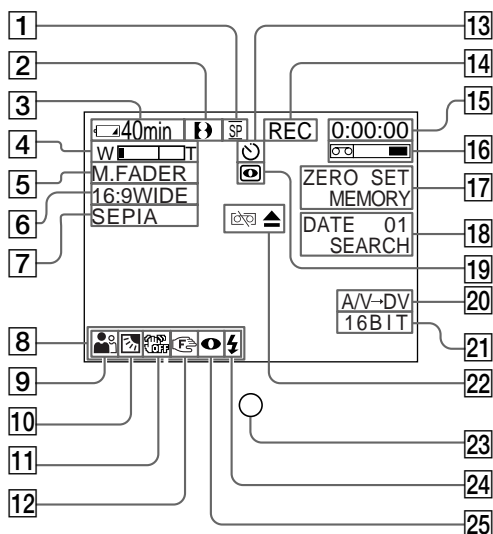 1
2
3
4
5
6
7
8
9
10
11
12
13
14
15
16
17
18
19
20
21
22
23
24
25
40min SP REC 0:00:00
W T
M.FADER
16:9WIDE
SEPIA
ZERO SET
MEMORY
DATE 01
SEARCH
A/V→DV
16BIT
OFF
F